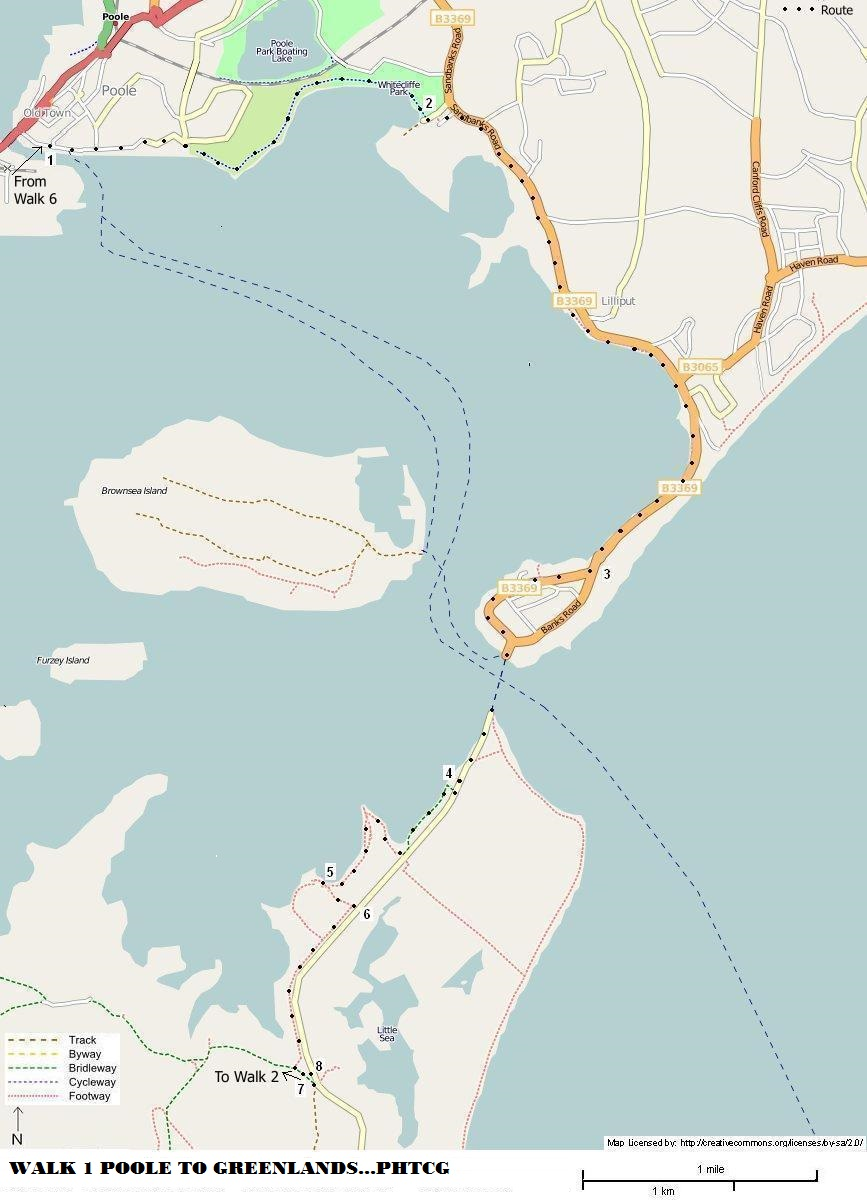 B3369
Route
Poole
Poole
Park Boating
Lake
Sandbanks Road
Poole
Whitecliffe
Park
2
Old Town
Sandbanks Road
1
From
Walk 6
Canford Cliffs Road
Haven Road
B3369
Lilliput
Haven Road
B3065
Brownsea Island
B3369
3
B3369
Banks Road
Furzey Island
4
5
6
Little
Sea
Track
Byway
Bridleway
Cycleway
Footway
To Walk 2
8
7
N
Map Licensed by: http://creativecommons.org/licenses/by-sa/2.0/
WALK 1 POOLE TO GREENLANDS...PHTCG
1 mile
1 km